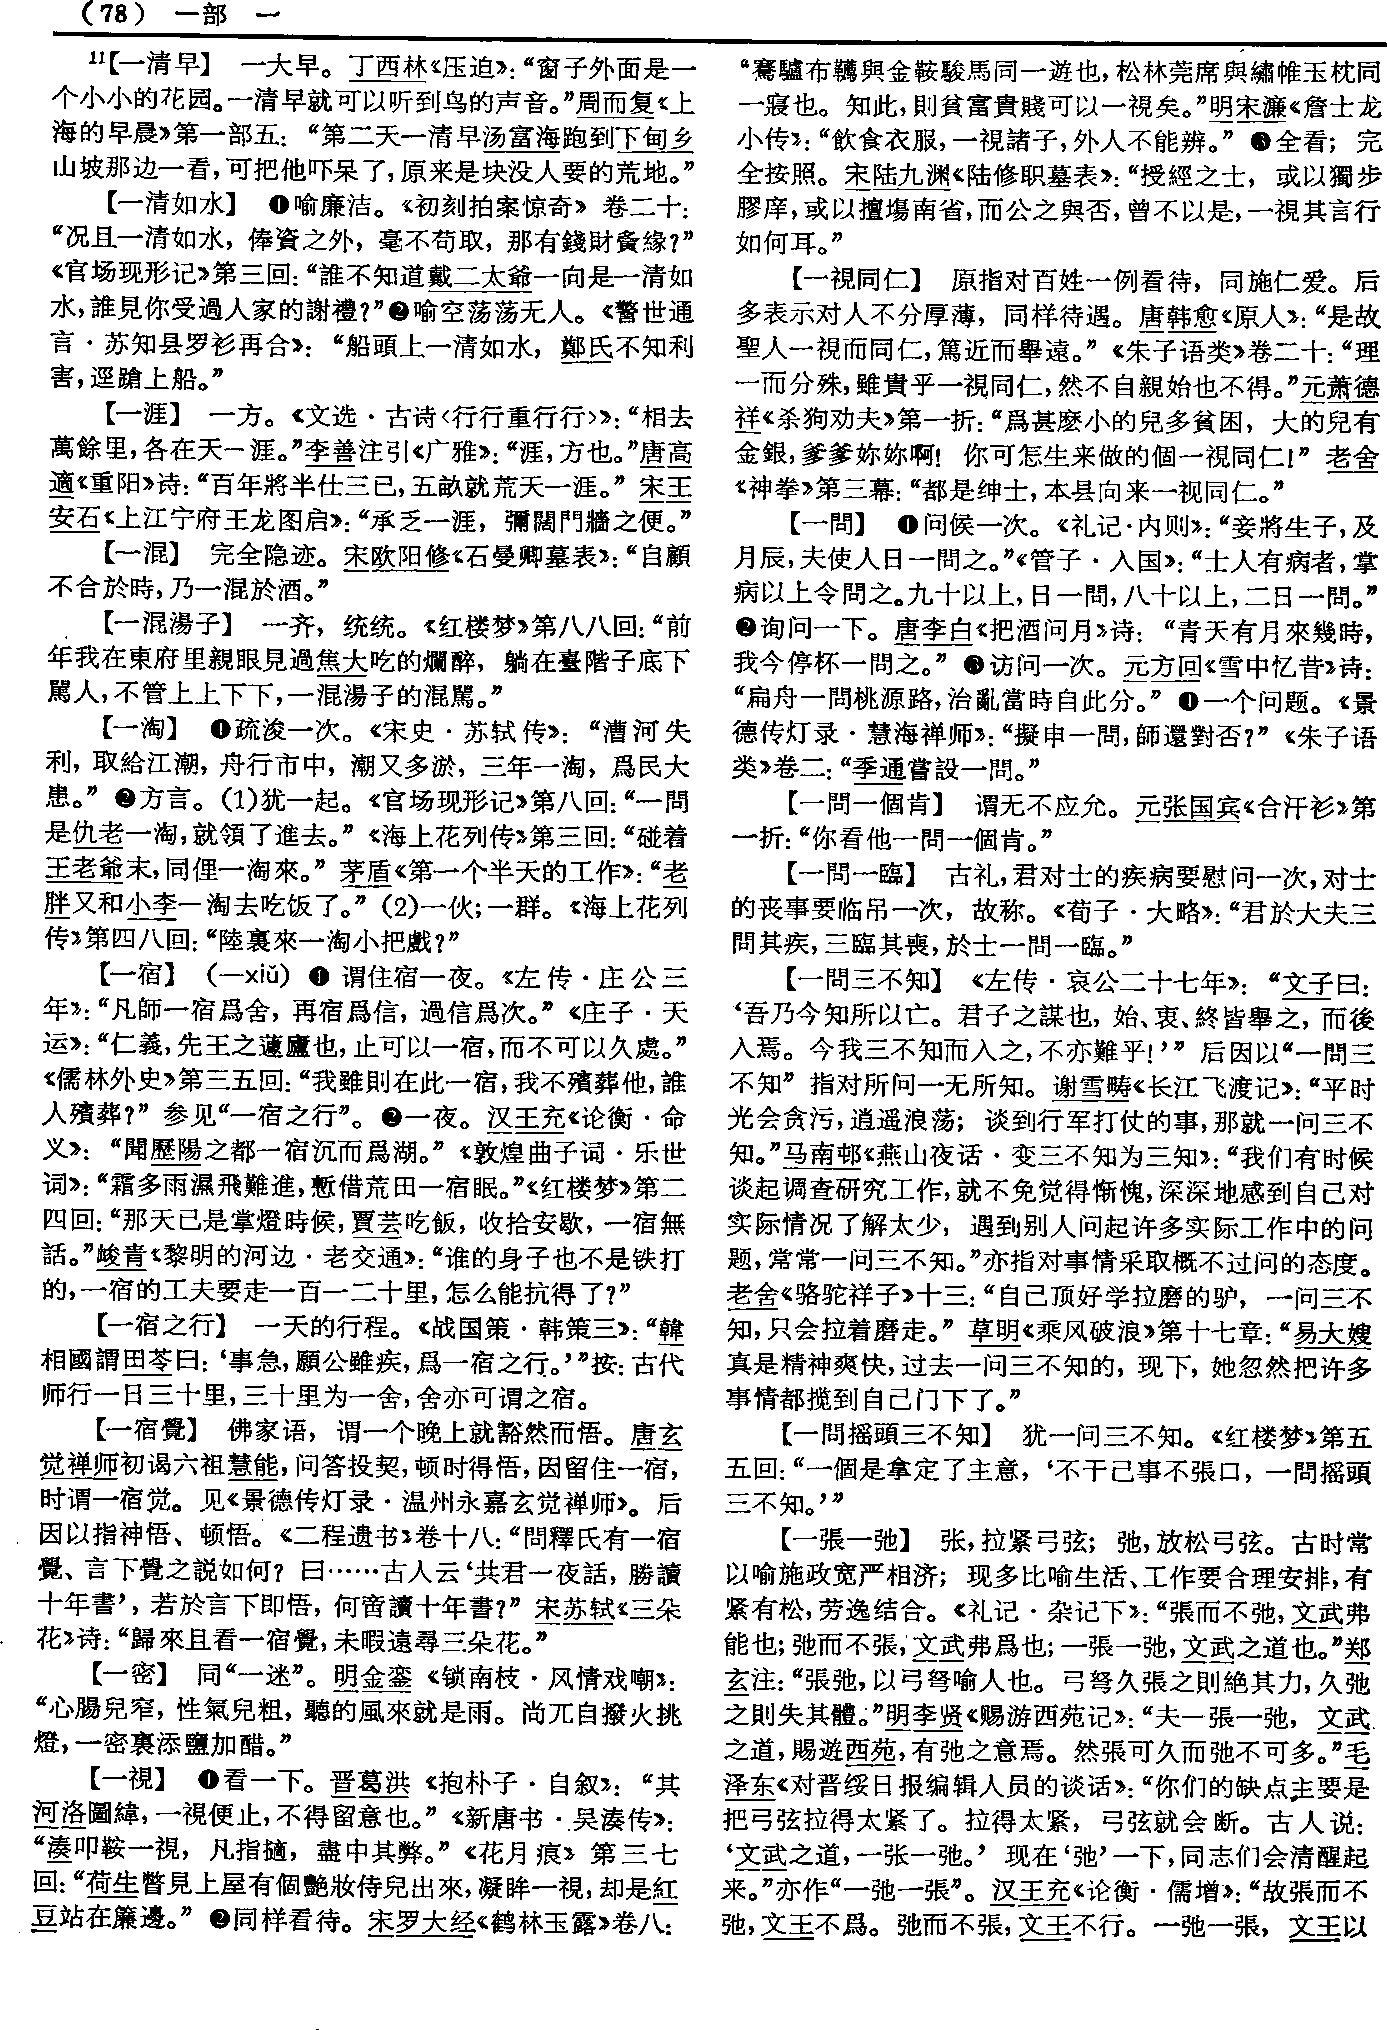 （78） 一部 一
¹¹【一清早】 一大早。丁西林《压迫》：“窗子外面是一
个小小的花园。一清早就可以听到鸟的声音。”周而复《上
海的早晨》第一部五：“第二天一清早汤富海跑到下甸乡
山坡那边一看，可把他吓呆了，原来是块没人要的荒地。”
【一清如水】 ❶喻廉洁。《初刻拍案惊奇》卷二十：
“况且一清如水，俸資之外，毫不苟取，那有錢財夤緣？”
《官场现形记》第三回：“誰不知道戴二太爺一向是一清如
水，誰見你受過人家的謝禮？”❷喻空荡荡无人。《警世通
言·苏知县罗衫再合》：“船頭上一清如水，鄭氏不知利
害，逕蹌上船。”
【一涯】 一方。《文选·古诗〈行行重行行〉》：“相去
萬餘里，各在天一涯。”李善注引《广雅》：“涯，方也。”唐高
適《重阳》诗：“百年將半仕三已，五畝就荒天一涯。”宋王
安石《上江宁府王龙图启》：“承乏一涯，彌闊門牆之便。”
【一混】 完全隐迹。宋欧阳修《石曼卿墓表》：“自顧
不合於時，乃一混於酒。”
【一混湯子】 一齐，统统。《红楼梦》第八八回：“前
年我在東府里親眼見過焦大吃的爛醉，躺在臺階子底下
駡人，不管上上下下，一混湯子的混駡。”
【一淘】 ❶疏浚一次。《宋史·苏轼传》：“漕河失
利，取給江潮，舟行市中，潮又多淤，三年一淘，爲民大
患。”❷方言。（1）犹一起。《官场现形记》第八回：“一問
是仇老一淘，就領了進去。”《海上花列传》第三回：“碰着
王老爺末，同俚一淘來。”茅盾《第一个半天的工作》：“老
胖又和小李一淘去吃饭了。”（2）一伙；一群。《海上花列
传》第四八回：“陸裏來一淘小把戲？”
【一宿】 （—xiǔ）❶谓住宿一夜。《左传·庄公三
年》：“凡師一宿爲舍，再宿爲信，過信爲次。”《庄子·天
运》：“仁義，先王之蘧廬也，止可以一宿，而不可以久處。”
《儒林外史》第三五回：“我雖則在此一宿，我不殯葬他，誰
人殯葬？”参见“一宿之行”。❷一夜。汉王充《论衡·命
义》：“聞歷陽之都一宿沉而爲湖。”《敦煌曲子词·乐世
词》：“霜多雨濕飛難進，慙借荒田一宿眠。”《红楼梦》第二
四回：“那天已是掌燈時候，賈芸吃飯，收拾安歇，一宿無
話。”峻青《黎明的河边·老交通》：“谁的身子也不是铁打
的，一宿的工夫要走一百一二十里，怎么能抗得了？”
【一宿之行】 一天的行程。《战国策·韩策三》：“韓
相國謂田苓曰：‘事急，願公雖疾，爲一宿之行。’”按：古代
师行一日三十里，三十里为一舍，舍亦可谓之宿。
【一宿覺】 佛家语，谓一个晚上就豁然而悟。唐玄
觉禅师初谒六祖慧能，问答投契，顿时得悟，因留住一宿，
时谓一宿觉。见《景德传灯录·温州永嘉玄觉禅师》。后
因以指神悟、顿悟。《二程遗书》卷十八：“問釋氏有一宿
覺、言下覺之説如何？曰……古人云‘共君一夜話，勝讀
十年書’，若於言下即悟，何啻讀十年書？”宋苏轼《三朵
花》诗：“歸來且看一宿覺，未暇遠尋三朵花。”
【一密】 同“一迷”。明金銮《锁南枝·风情戏嘲》：
“心腸兒窄，性氣兒粗，聽的風來就是雨。尚兀自撥火挑
燈，一密裏添鹽加醋。”
【一視】 ❶看一下。晋葛洪《抱朴子·自叙》：“其
河洛圖緯，一視便止，不得留意也。”《新唐书·吴湊传》：
“湊叩鞍一視，凡指擿，盡中其弊。”《花月痕》第三七
回：“荷生瞥見上屋有個艷妝侍兒出來，凝眸一視，却是紅
豆站在簾邊。”❷同样看待。宋罗大经《鹤林玉露》卷八：
“騫驢布韉與金鞍駿馬同一遊也，松林莞席與繡帷玉枕同
一寢也。知此，則貧富貴賤可以一視矣。”明宋濂《詹士龙
小传》：“飲食衣服，一視諸子，外人不能辨。”❸全看；完
全按照。宋陆九渊《陆修职墓表》：“授經之士，或以獨步
膠庠，或以擅場南省，而公之與否，曾不以是，一視其言行
如何耳。”
【一視同仁】 原指对百姓一例看待，同施仁爱。后
多表示对人不分厚薄，同样待遇。唐韩愈《原人》：“是故
聖人一視而同仁，篤近而舉遠。”《朱子语类》卷二十：“理
一而分殊，雖貴乎一視同仁，然不自親始也不得。”元萧德
祥《杀狗劝夫》第一折：“爲甚麽小的兒多貧困，大的兒有
金銀，爹爹妳妳啊！你可怎生来做的個一視同仁！”老舍
《神拳》第三幕：“都是绅士，本县向来一视同仁。”
【一問】 ❶问候一次。《礼记·内则》：“妾將生子，及
月辰，夫使人日一問之。”《管子·入国》：“士人有病者，掌
病以上令問之。九十以上，日一問，八十以上，二日一問。”
❷询问一下。唐李白《把酒问月》诗：“青天有月來幾時，
我今停杯一問之。”❸访问一次。元方回《雪中忆昔》诗：
“扁舟一問桃源路，治亂當時自此分。”❹一个问题。《景
德传灯录·慧海禅师》：“擬申一問，師還對否？”《朱子语
类》卷二：“季通嘗設一問。”
【一問一個肯】 谓无不应允。元张国宾《合汗衫》第
一折：“你看他一問一個肯。”
【一問一臨】 古礼，君对士的疾病要慰问一次，对士
的丧事要临吊一次，故称。《荀子·大略》：“君於大夫三
問其疾，三臨其喪，於士一問一臨。”
【一問三不知】 《左传·哀公二十七年》：“文子曰：
‘吾乃今知所以亡。君子之謀也，始、衷、終皆舉之，而後
入焉。今我三不知而入之，不亦難乎！’”后因以“一問三
不知”指对所问一无所知。谢雪畴《长江飞渡记》：“平时
光会贪污，逍遥浪荡；谈到行军打仗的事，那就一问三不
知。”马南邨《燕山夜话·变三不知为三知》：“我们有时候
谈起调查研究工作，就不免觉得惭愧，深深地感到自己对
实际情况了解太少，遇到别人问起许多实际工作中的问
题，常常一问三不知。”亦指对事情采取概不过问的态度。
老舍《骆驼祥子》十三：“自己顶好学拉磨的驴，一问三不
知，只会拉着磨走。”草明《乘风破浪》第十七章：“易大嫂
真是精神爽快，过去一问三不知的，现下，她忽然把许多
事情都揽到自己门下了。”
【一問摇頭三不知】 犹一问三不知。《红楼梦》第五
五回：“一個是拿定了主意，‘不干己事不張口，一問摇頭
三不知。’”
【一張一弛】 张，拉紧弓弦；弛，放松弓弦。古时常
以喻施政宽严相济；现多比喻生活、工作要合理安排，有
紧有松，劳逸结合。《礼记·杂记下》：“張而不弛，文武弗
能也；弛而不張，文武弗爲也；一張一弛，文武之道也。”郑
玄注：“張弛，以弓弩喻人也。弓弩久張之則絶其力，久弛
之則失其體。”明李贤《赐游西苑记》：“夫一張一弛，文武
之道，賜遊西苑，有弛之意焉。然張可久而弛不可多。”毛
泽东《对晋绥日报编辑人员的谈话》：“你们的缺点主要是
把弓弦拉得太紧了。拉得太紧，弓弦就会断。古人说：
‘文武之道，一张一弛。’现在‘弛’一下，同志们会清醒起
来。”亦作“一弛一張”。汉王充《论衡·儒增》：“故張而不
弛，文王不爲。弛而不張，文王不行。一弛一張，文王以